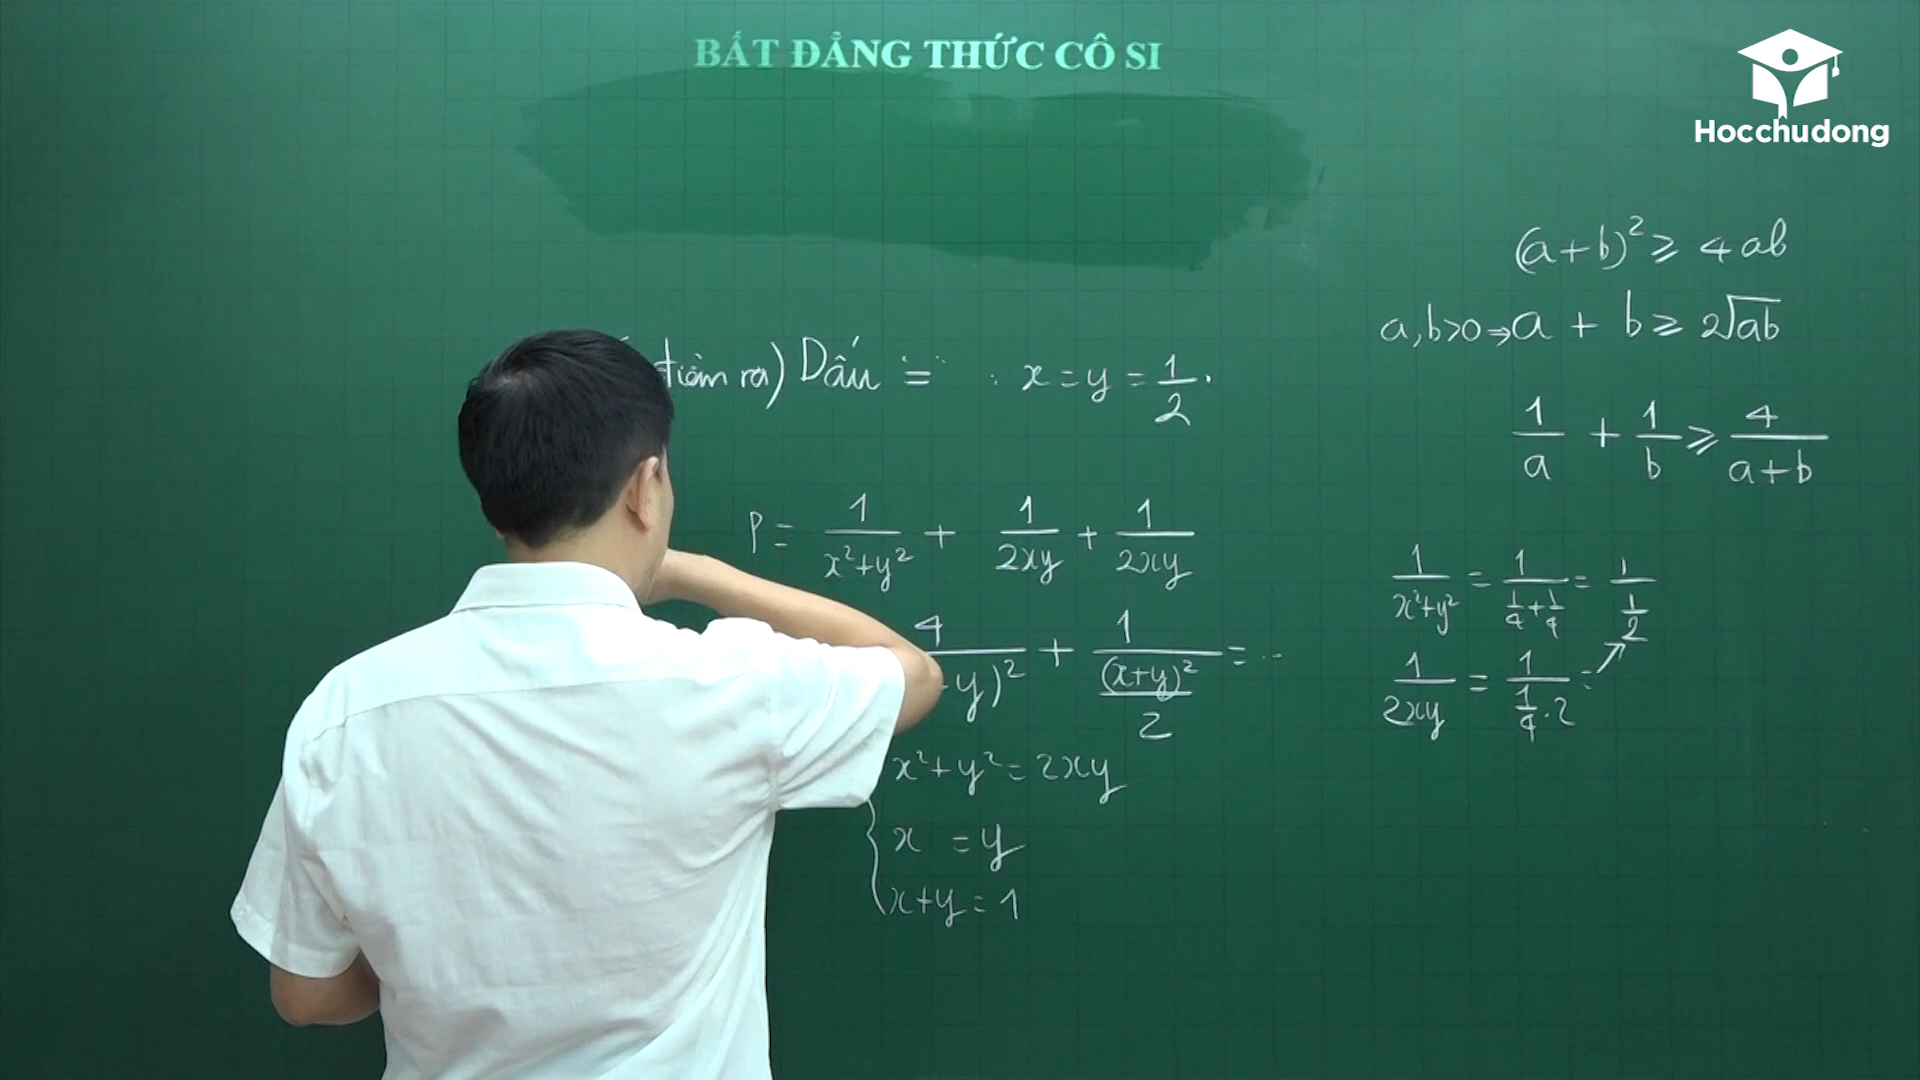 BẤT ĐẲNG THỨC CÔ SI
Hocchudong
(a+b)² ≥ 4ab
a,b>0 ⇒ a + b ≥ 2√ab
1/a + 1/b ≥ 4/(a+b)
ra) Dấu = x = y = 1/2.
P = 1/(x²+y²) + 1/(2xy) + 1/(2xy)
4/(y)² + 1/((x+y)²/2) = ..
x²+y² = 2xy
x = y
x+y = 1
1/(x²+y²) = 1/(1/4+1/4) = 1/(1/2)
1/(2xy) = 1/(1/4.2) =